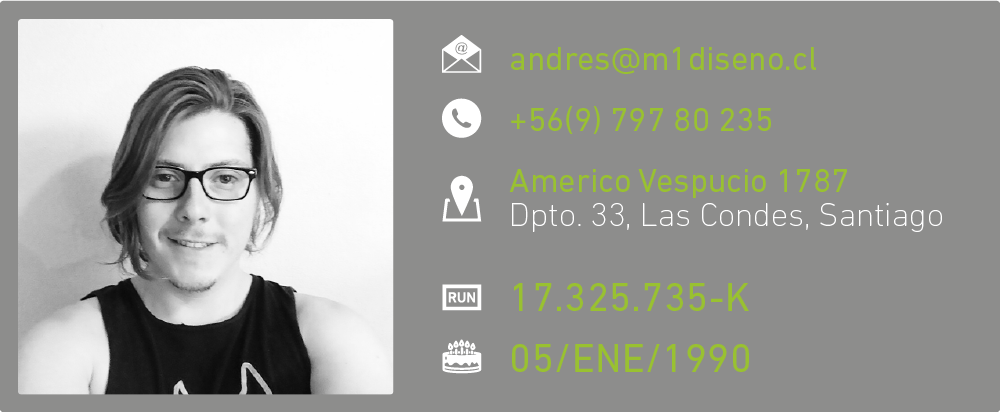 @
andres@m1diseno.cl
+56(9) 797 80 235
Americo Vespucio 1787
Dpto. 33, Las Condes, Santiago
RUN
17.325.735-K
05/ENE/1990